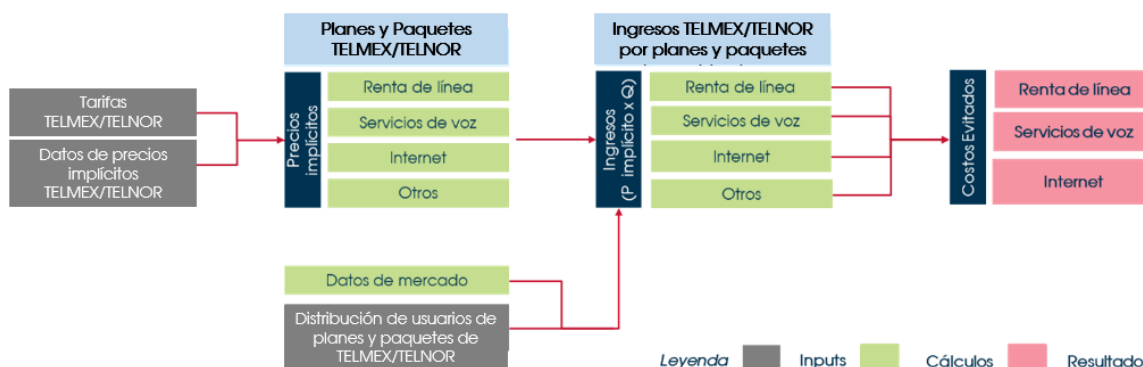 Planes y Paquetes
TELMEX/TELNOR
Ingresos TELMEX/TELNOR
por planes y paquetes
Tarifas
TELMEX/TELNOR
Datos de precios
implícitos
TELMEX/TELNOR
Precios
implícitos
Renta de línea
Servicios de voz
Internet
Otros
Ingresos
(P implícito x Q)
Renta de línea
Servicios de voz
Internet
Otros
Costos Evitados
Renta de línea
Servicios de voz
Internet
Datos de mercado
Distribución de usuarios de
planes y paquetes de
TELMEX/TELNOR
Leyenda
Inputs
Cálculos
Resultado